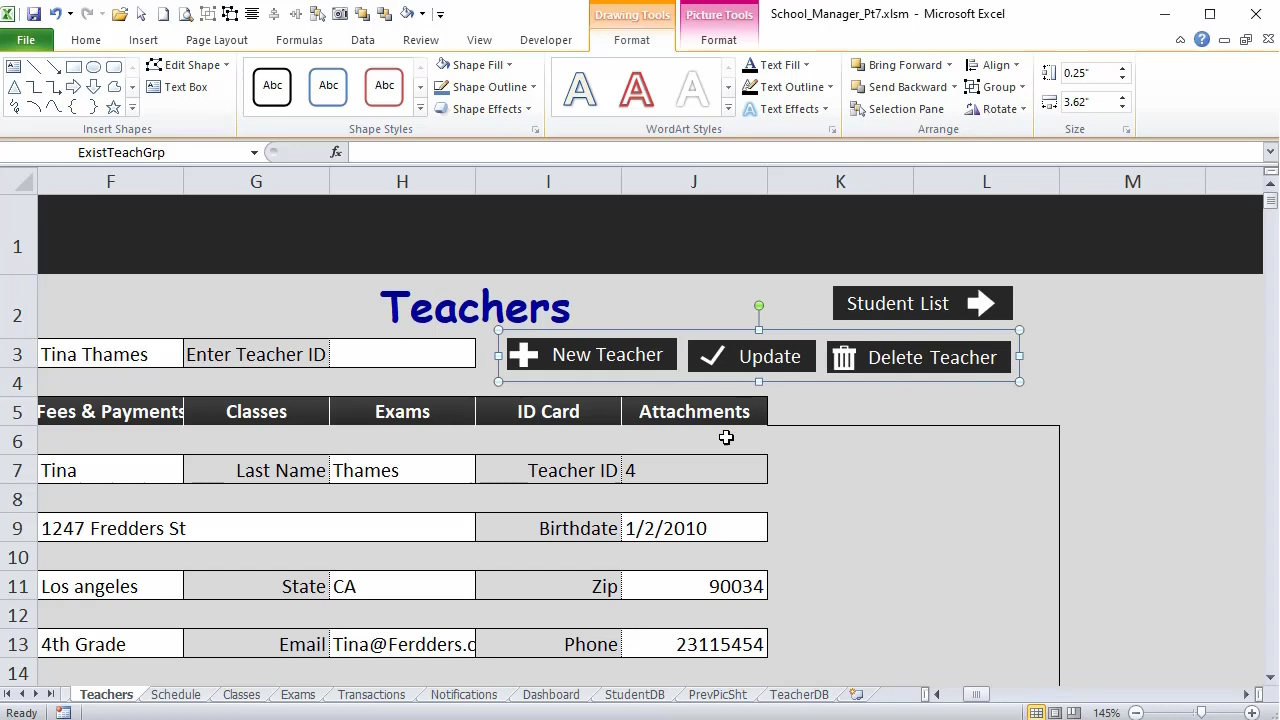 Drawing Tools Picture Tools School_Manager_Pt7.xlsm - Microsoft Excel
File Home Insert Page Layout Formulas Data Review View Developer Format Format
Edit Shape Shape Fill Text Fill Bring Forward Align 0.25"
Text Box Abc Abc Abc Shape Outline A A A Text Outline Send Backward Group 3.62"
Shape Effects Text Effects Selection Pane Rotate
Insert Shapes Shape Styles WordArt Styles Arrange Size
ExistTeachGrp fx
F G H I J K L M
1
2 Teachers Student List
3 Tina Thames Enter Teacher ID New Teacher Update Delete Teacher
4
5 Fees & Payments Classes Exams ID Card Attachments
6
7 Tina Last Name Thames Teacher ID 4
8
9 1247 Fredders St Birthdate 1/2/2010
10
11 Los angeles State CA Zip 90034
12
13 4th Grade Email Tina@Ferdders.c Phone 23115454
14
Teachers Schedule Classes Exams Transactions Notifications Dashboard StudentDB PrevPicSht TeacherDB
Ready 145%